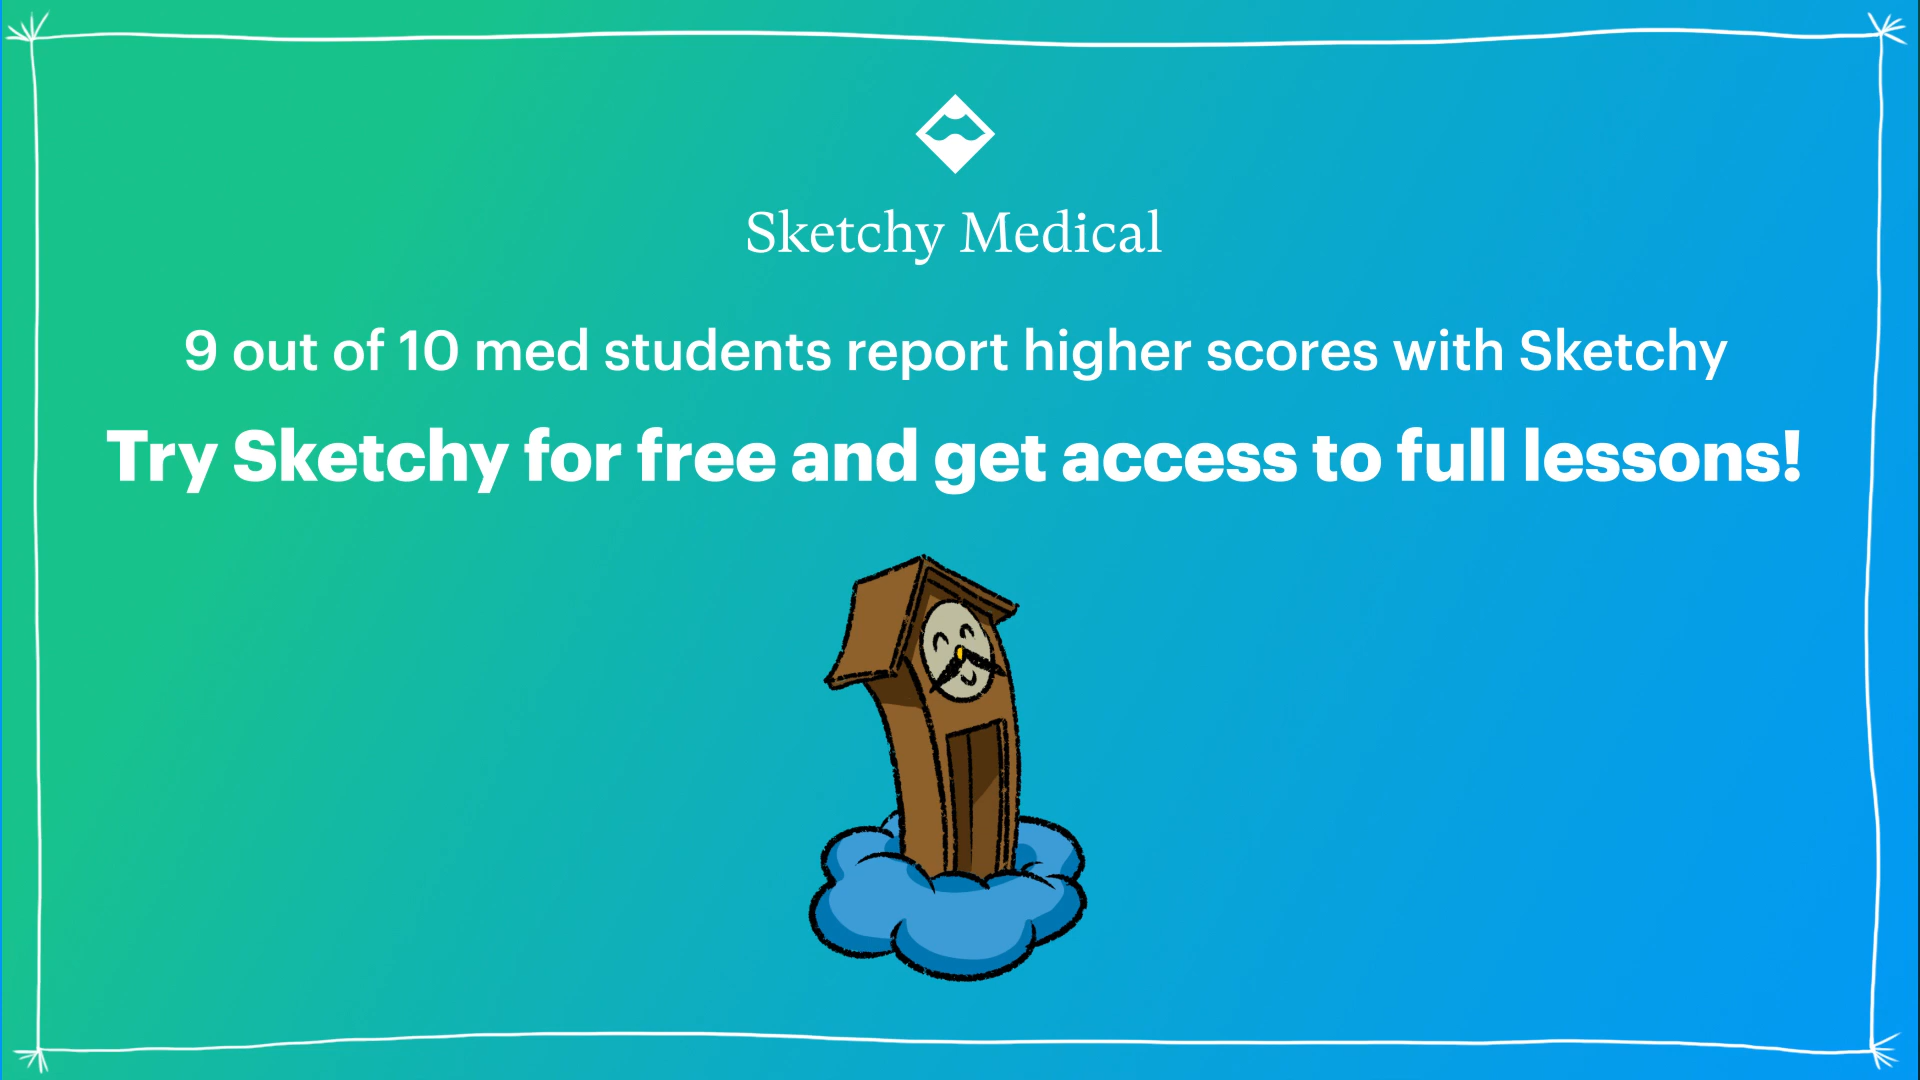 Sketchy Medical
9 out of 10 med students report higher scores with Sketchy
Try Sketchy for free and get access to full lessons!